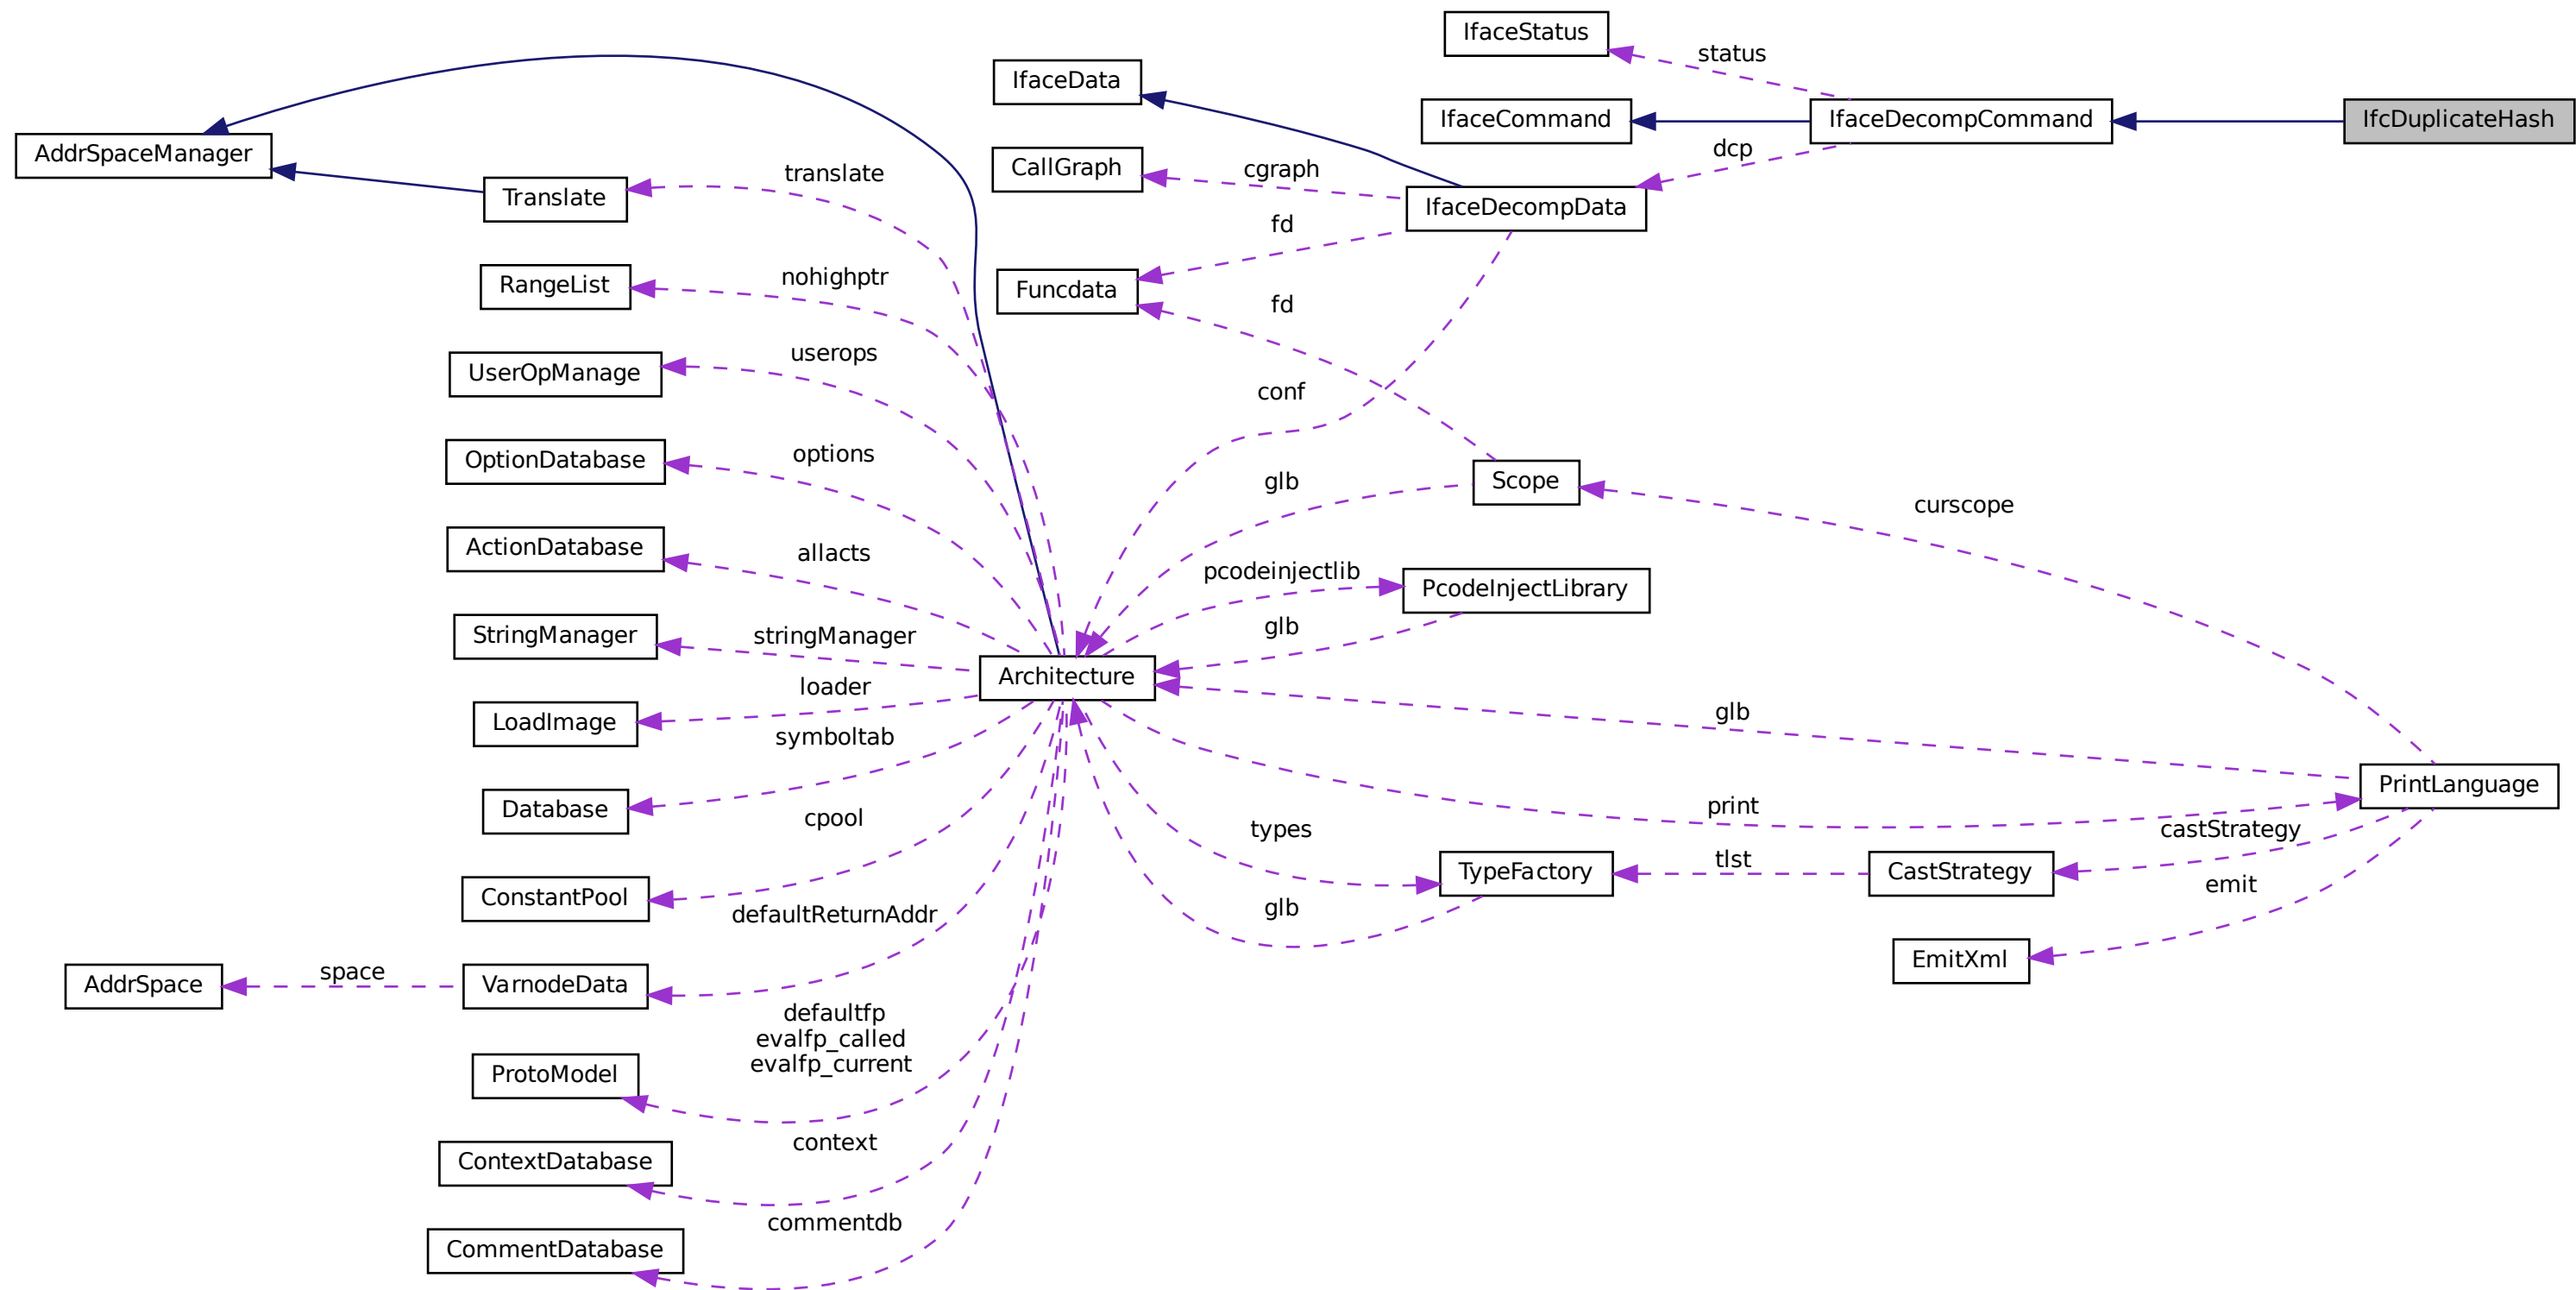 IfaceStatus
status
IfaceData
IfaceCommand
IfaceDecompCommand
IfcDuplicateHash
AddrSpaceManager
CallGraph
cgraph
dcp
translate
Translate
IfaceDecompData
fd
nohighptr
RangeList
Funcdata
fd
userops
UserOpManage
conf
options
OptionDatabase
glb
Scope
curscope
allacts
ActionDatabase
pcodeinjectlib
PcodeInjectLibrary
stringManager
StringManager
glb
Architecture
loader
LoadImage
glb
symboltab
Database
PrintLanguage
print
cpool
types
castStrategy
ConstantPool
TypeFactory
tlst
CastStrategy
emit
defaultReturnAddr
glb
EmitXml
AddrSpace
space
VarnodeData
defaultfp
evalfp_called
evalfp_current
ProtoModel
context
ContextDatabase
commentdb
CommentDatabase